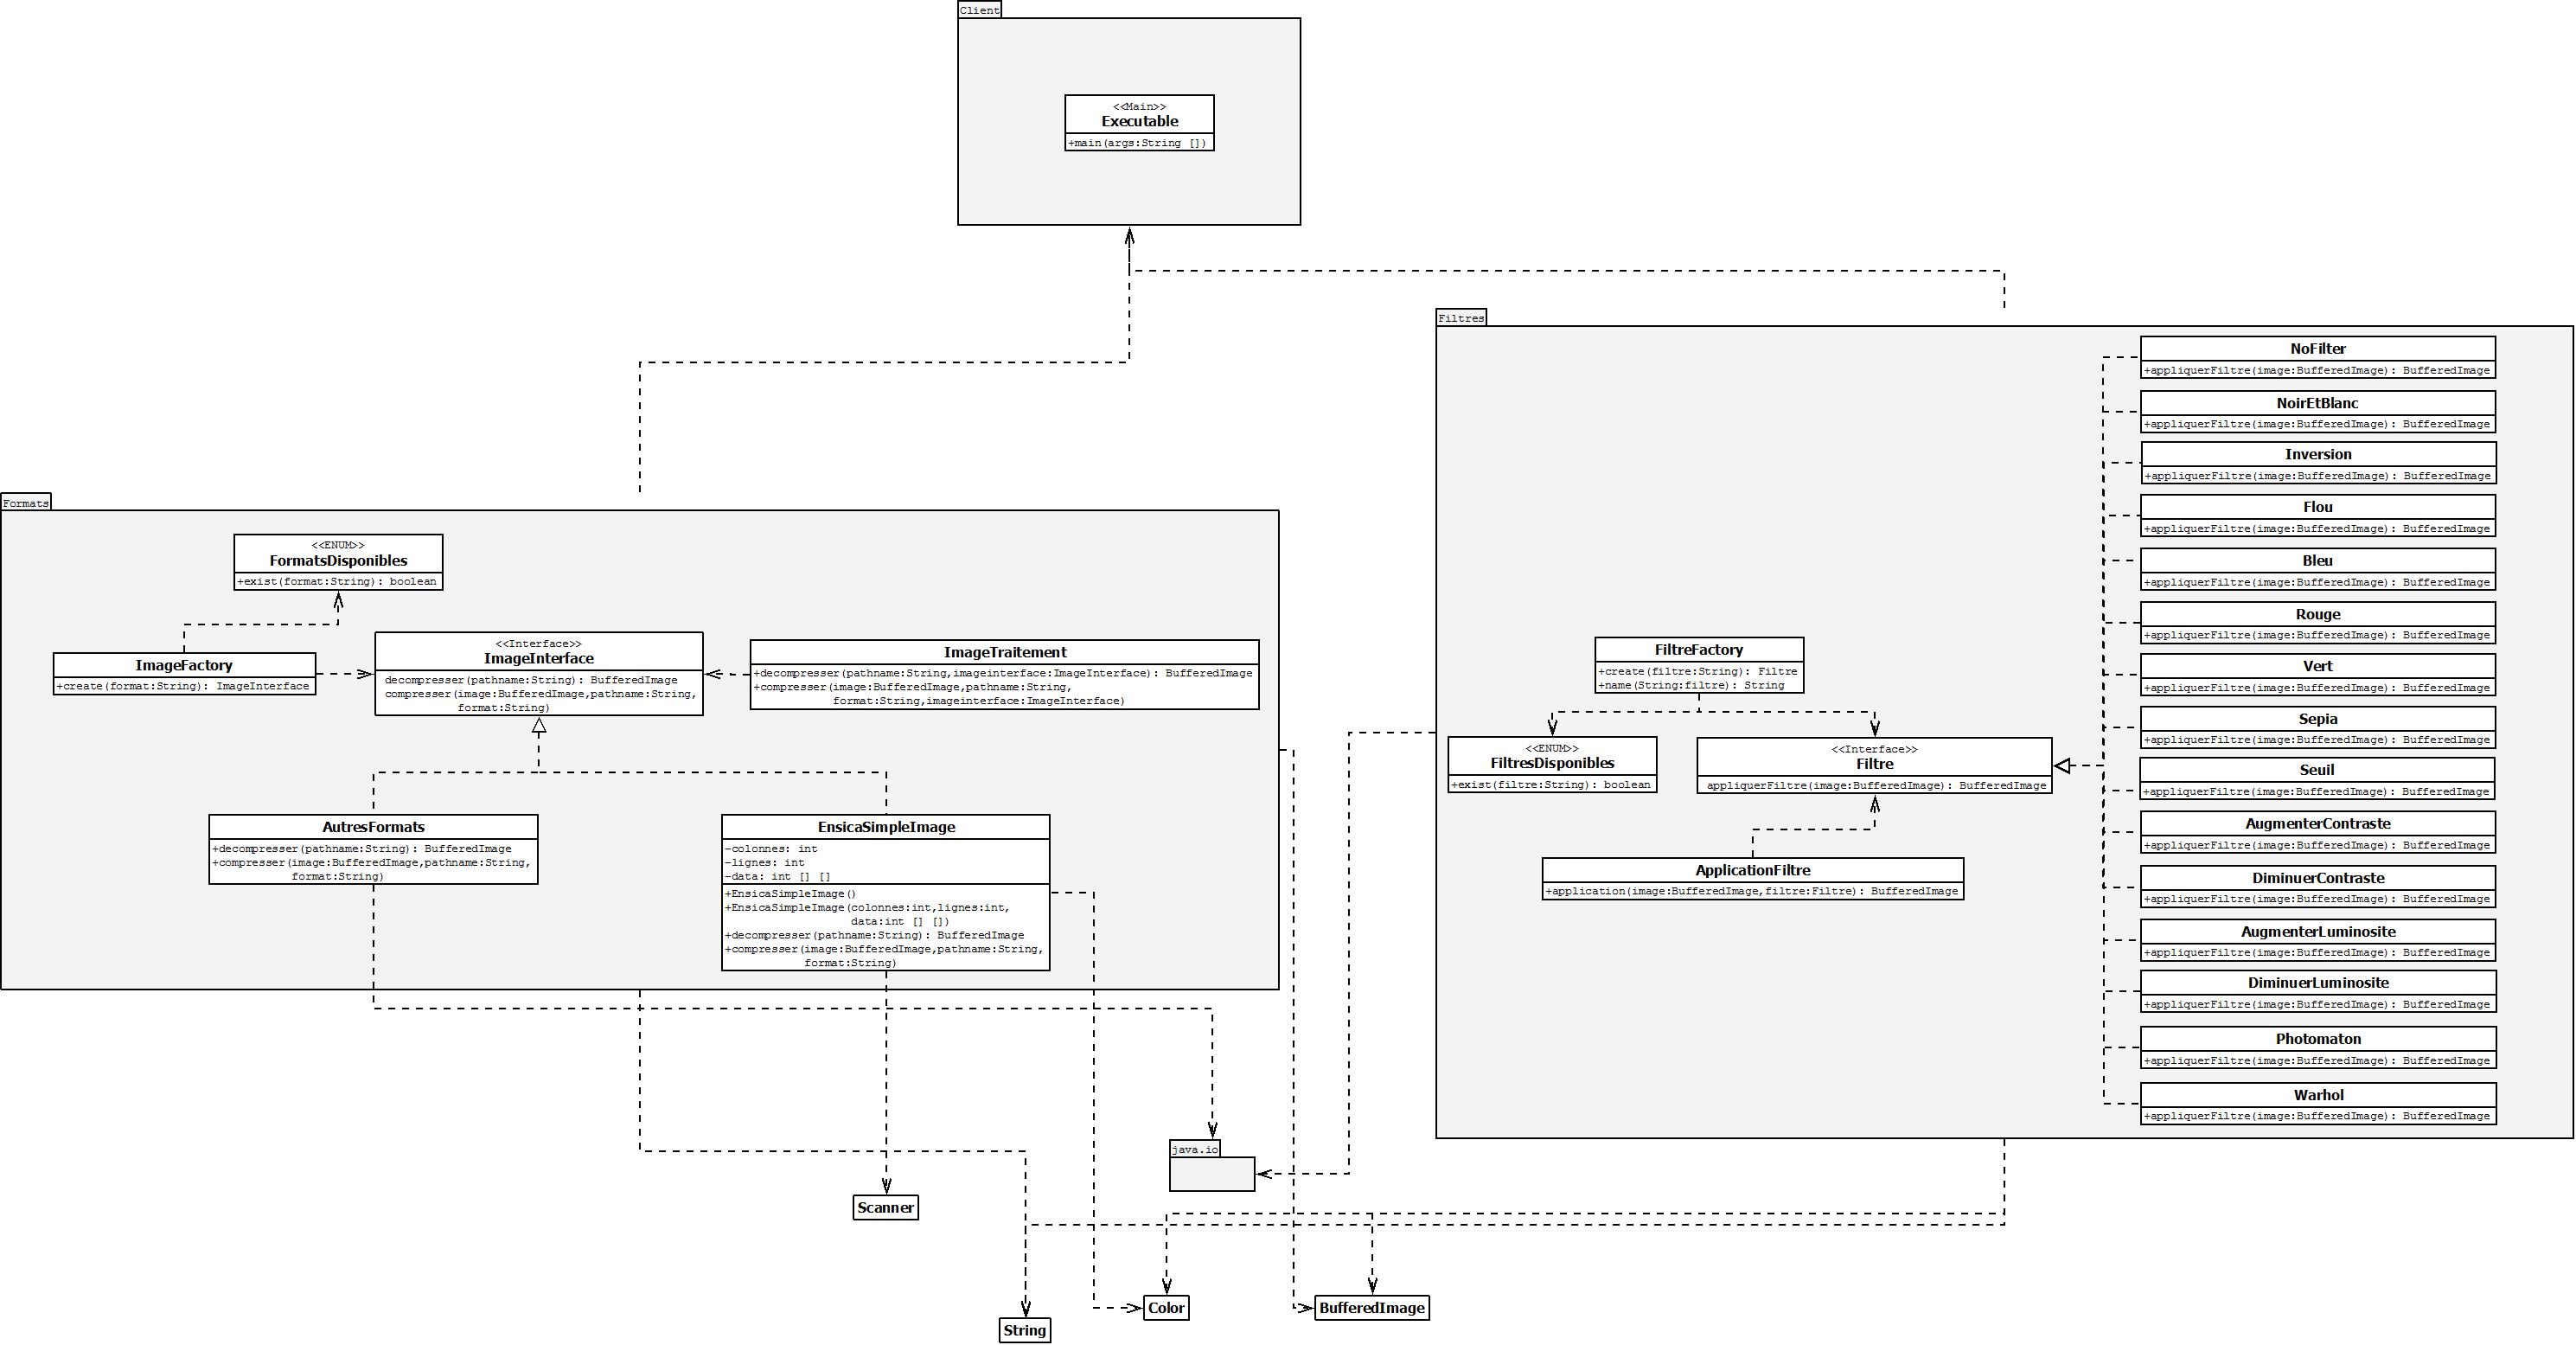 Client
<<Main>>
Executable
+main(args:String [])
Formats
<<ENUM>>
FormatsDisponibles
+exist(format:String): boolean
ImageFactory
+create(format:String): ImageInterface
<<Interface>>
ImageInterface
decompresser(pathname:String): BufferedImage
compresser(image:BufferedImage,pathname:String,
format:String)
ImageTraitement
+decompresser(pathname:String,imageinterface:ImageInterface): BufferedImage
+compresser(image:BufferedImage,pathname:String,
format:String,imageinterface:ImageInterface)
AutresFormats
+decompresser(pathname:String): BufferedImage
+compresser(image:BufferedImage,pathname:String,
format:String)
EnsicaSimpleImage
-colonnes: int
-lignes: int
-data: int [] []
+EnsicaSimpleImage()
+EnsicaSimpleImage(colonnes:int,lignes:int,
data:int [] [])
+decompresser(pathname:String): BufferedImage
+compresser(image:BufferedImage,pathname:String,
format:String)
Filtres
FiltreFactory
+create(filtre:String): Filtre
+name(String:filtre): String
<<ENUM>>
FiltresDisponibles
+exist(filtre:String): boolean
<<Interface>>
Filtre
appliquerFiltre(image:BufferedImage): BufferedImage
ApplicationFiltre
+application(image:BufferedImage,filtre:Filtre): BufferedImage
NoFilter
+appliquerFiltre(image:BufferedImage): BufferedImage
NoirEtBlanc
+appliquerFiltre(image:BufferedImage): BufferedImage
Inversion
+appliquerFiltre(image:BufferedImage): BufferedImage
Flou
+appliquerFiltre(image:BufferedImage): BufferedImage
Bleu
+appliquerFiltre(image:BufferedImage): BufferedImage
Rouge
+appliquerFiltre(image:BufferedImage): BufferedImage
Vert
+appliquerFiltre(image:BufferedImage): BufferedImage
Sepia
+appliquerFiltre(image:BufferedImage): BufferedImage
Seuil
+appliquerFiltre(image:BufferedImage): BufferedImage
AugmenterContraste
+appliquerFiltre(image:BufferedImage): BufferedImage
DiminuerContraste
+appliquerFiltre(image:BufferedImage): BufferedImage
AugmenterLuminosite
+appliquerFiltre(image:BufferedImage): BufferedImage
DiminuerLuminosite
+appliquerFiltre(image:BufferedImage): BufferedImage
Photomaton
+appliquerFiltre(image:BufferedImage): BufferedImage
Warhol
+appliquerFiltre(image:BufferedImage): BufferedImage
java.io
Scanner
Color
BufferedImage
String